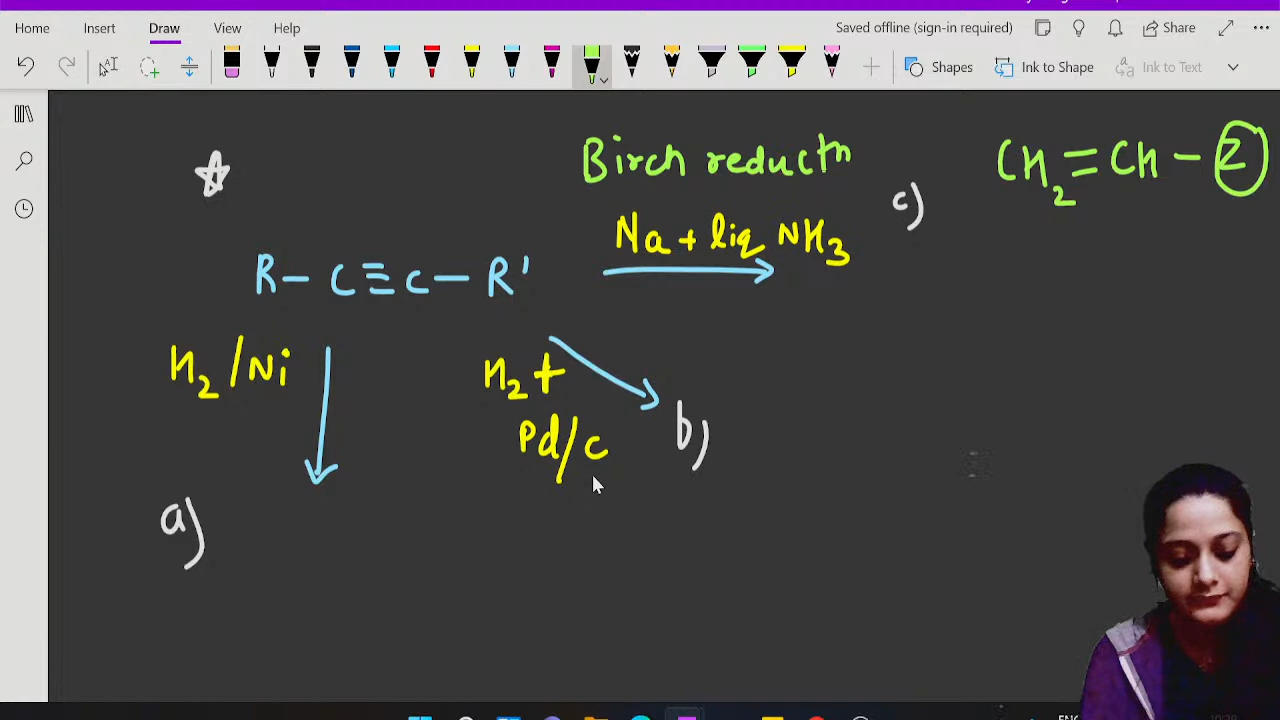 Home Insert Draw View Help
Saved offline (sign-in required) Share
Shapes Ink to Shape Ink to Text
Birch reductn
CH2=CH-Z
c)
Na + liq NH3
R-C≡C-R'
H2/Ni
H2 +
Pd/C
b)
a)